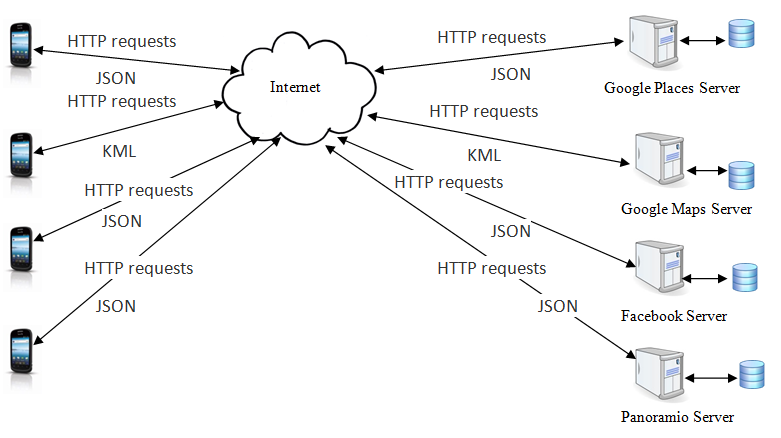 HTTP requests
JSON
HTTP requests
KML
HTTP requests
JSON
HTTP requests
JSON
Internet
HTTP requests
JSON
Google Places Server
HTTP requests
KML
Google Maps Server
HTTP requests
JSON
Facebook Server
HTTP requests
JSON
Panoramio Server